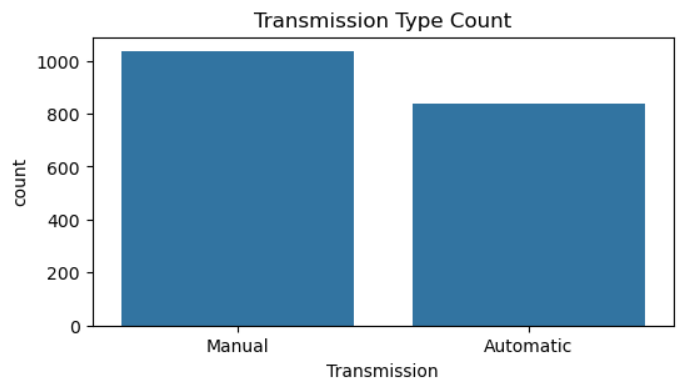 Transmission Type Count
count
1000
800
600
400
200
0
Manual Automatic
Transmission